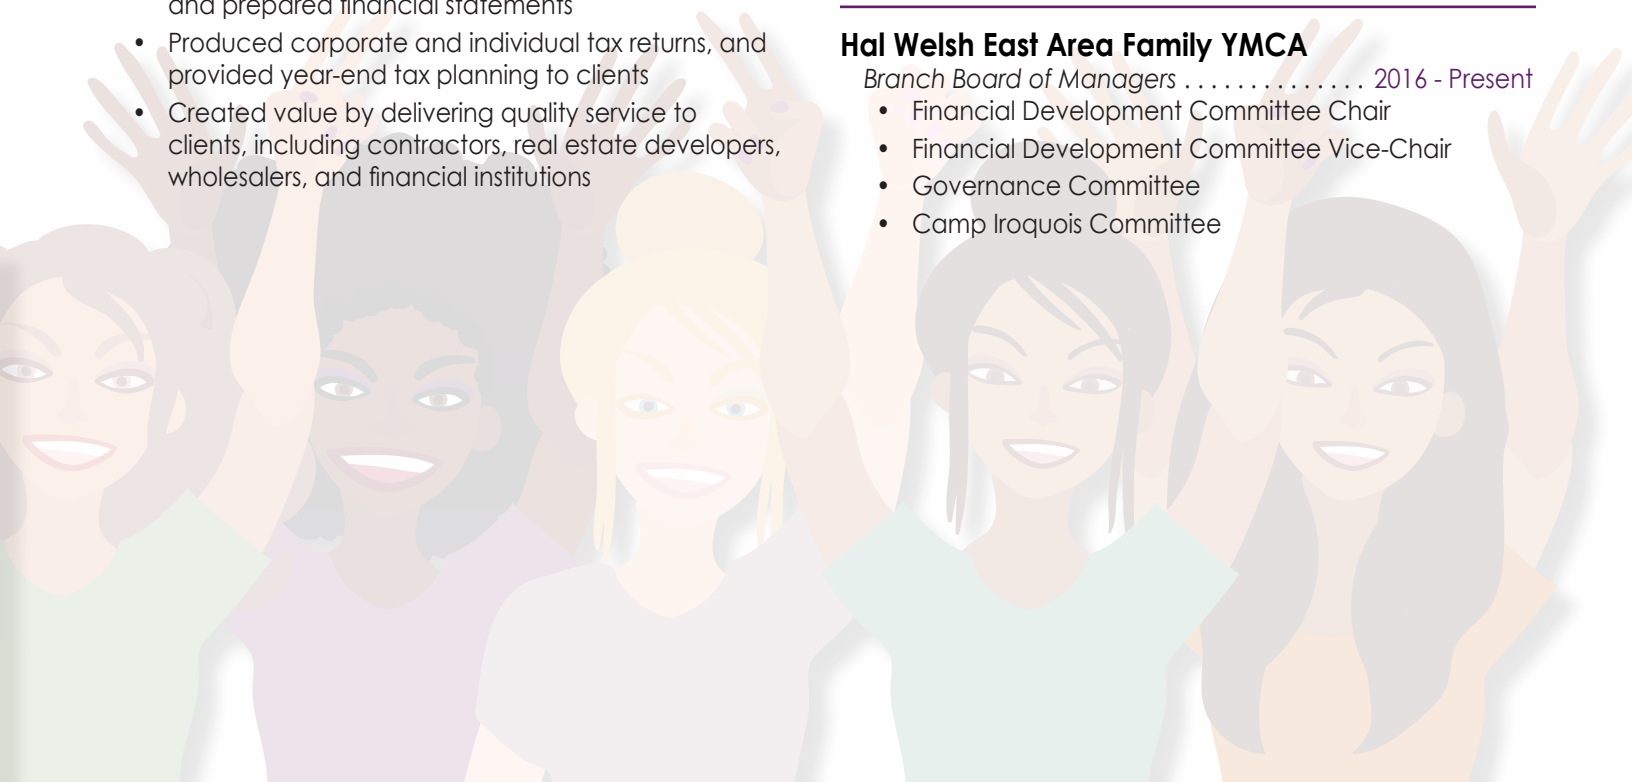 and prepared financial statements
• Produced corporate and individual tax returns, and
provided year-end tax planning to clients
• Created value by delivering quality service to
clients, including contractors, real estate developers,
wholesalers, and financial institutions
Hal Welsh East Area Family YMCA
Branch Board of Managers . . . . . . . . . . . . . . 2016 - Present
• Financial Development Committee Chair
• Financial Development Committee Vice-Chair
• Governance Committee
• Camp Iroquois Committee